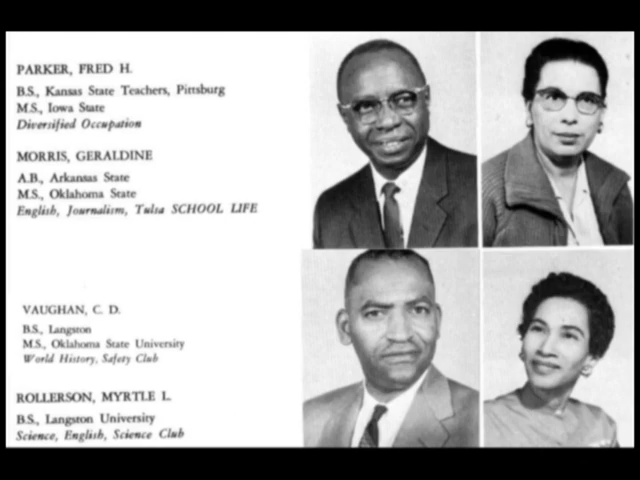 PARKER, FRED H.
B.S., Kansas State Teachers, Pittsburg
M.S., Iowa State
Diversified Occupation
MORRIS, GERALDINE
A.B., Arkansas State
M.S., Oklahoma State
English, Journalism, Tulsa SCHOOL LIFE
VAUGHAN, C. D.
B.S., Langston
M.S., Oklahoma State University
World History, Safety Club
ROLLERSON, MYRTLE L.
B.S., Langston University
Science, English, Science Club